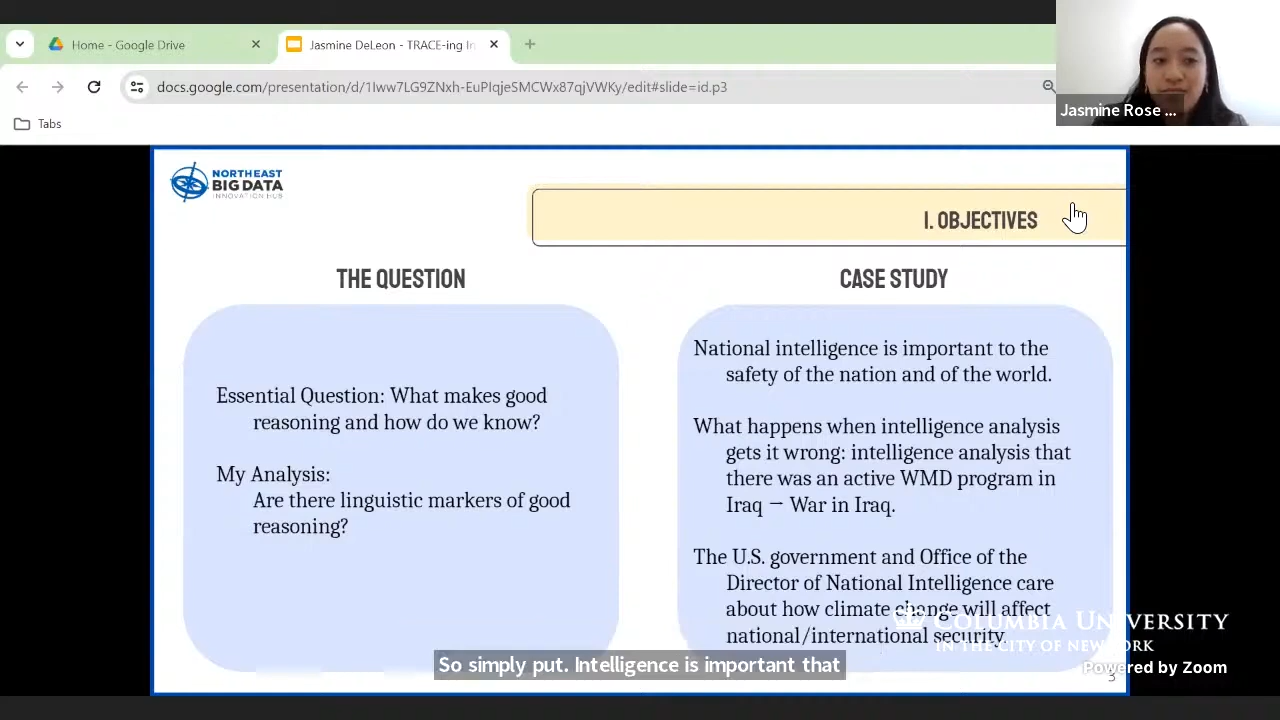 Home - Google Drive
Jasmine DeLeon - TRACE-ing In
docs.google.com/presentation/d/1Iww7LG9ZNxh-EuPIqjeSMCWx87qjVWKy/edit#slide=id.p3
Tabs
Jasmine Rose ...
NORTHEAST
BIG DATA
INNOVATION HUB
I. OBJECTIVES
THE QUESTION
Essential Question: What makes good
reasoning and how do we know?
My Analysis:
Are there linguistic markers of good
reasoning?
CASE STUDY
National intelligence is important to the
safety of the nation and of the world.
What happens when intelligence analysis
gets it wrong: intelligence analysis that
there was an active WMD program in
Iraq → War in Iraq.
The U.S. government and Office of the
Director of National Intelligence care
about how climate change will affect
national/international security.
COLUMBIA UNIVERSITY
IN THE CITY OF NEW YORK
Powered by Zoom
So simply put. Intelligence is important that
3